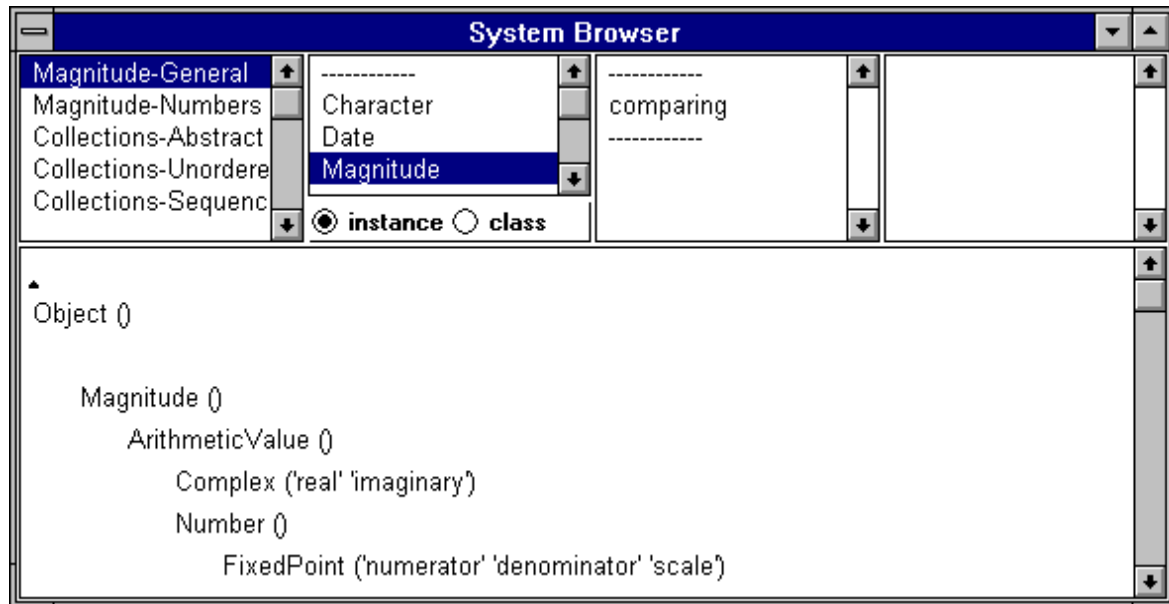 System Browser
Magnitude-General
Magnitude-Numbers
Collections-Abstract
Collections-Unordere
Collections-Sequenc
------------
Character
Date
Magnitude
instance class
------------
comparing
------------
Object ()
Magnitude ()
ArithmeticValue ()
Complex ('real' 'imaginary')
Number ()
FixedPoint ('numerator' 'denominator' 'scale')